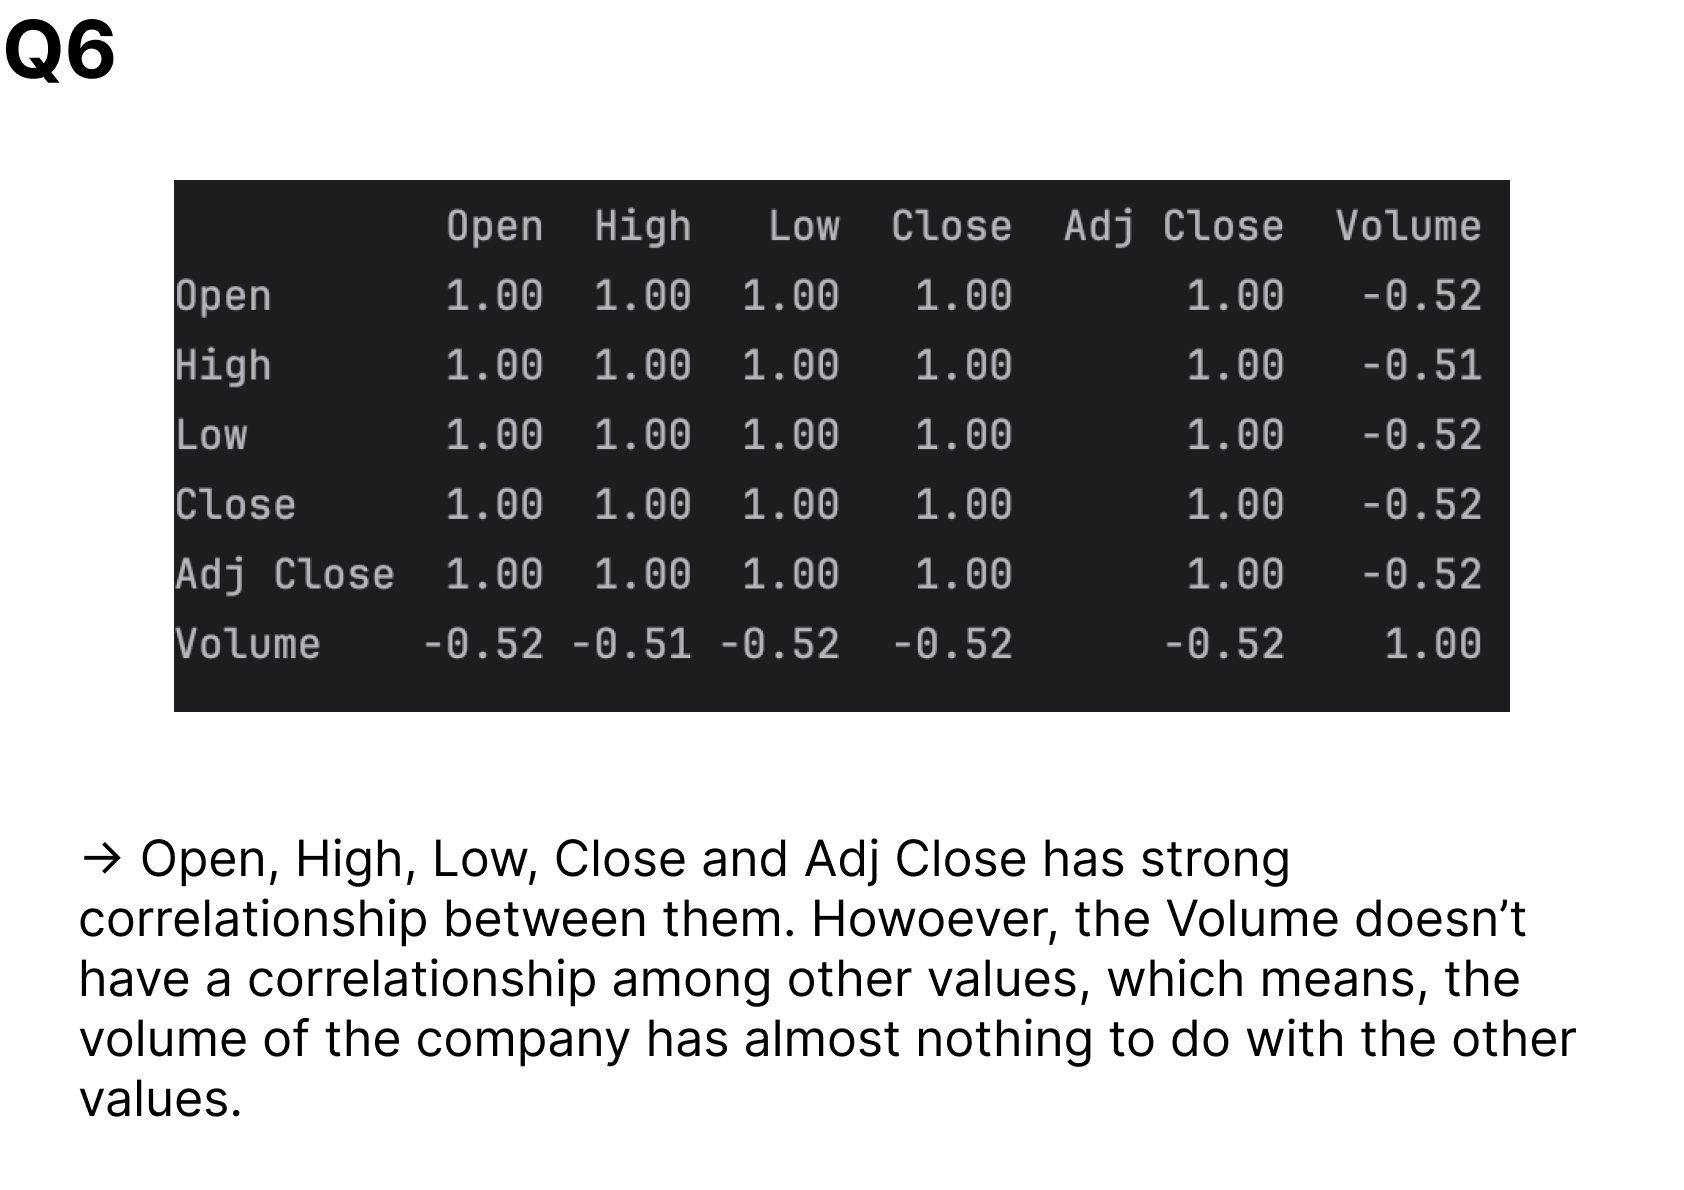 Q6
Open High Low Close Adj Close Volume
Open 1.00 1.00 1.00 1.00 1.00 -0.52
High 1.00 1.00 1.00 1.00 1.00 -0.51
Low 1.00 1.00 1.00 1.00 1.00 -0.52
Close 1.00 1.00 1.00 1.00 1.00 -0.52
Adj Close 1.00 1.00 1.00 1.00 1.00 -0.52
Volume -0.52 -0.51 -0.52 -0.52 -0.52 1.00
→ Open, High, Low, Close and Adj Close has strong
correlationship between them. Howoever, the Volume doesn’t
have a correlationship among other values, which means, the
volume of the company has almost nothing to do with the other
values.